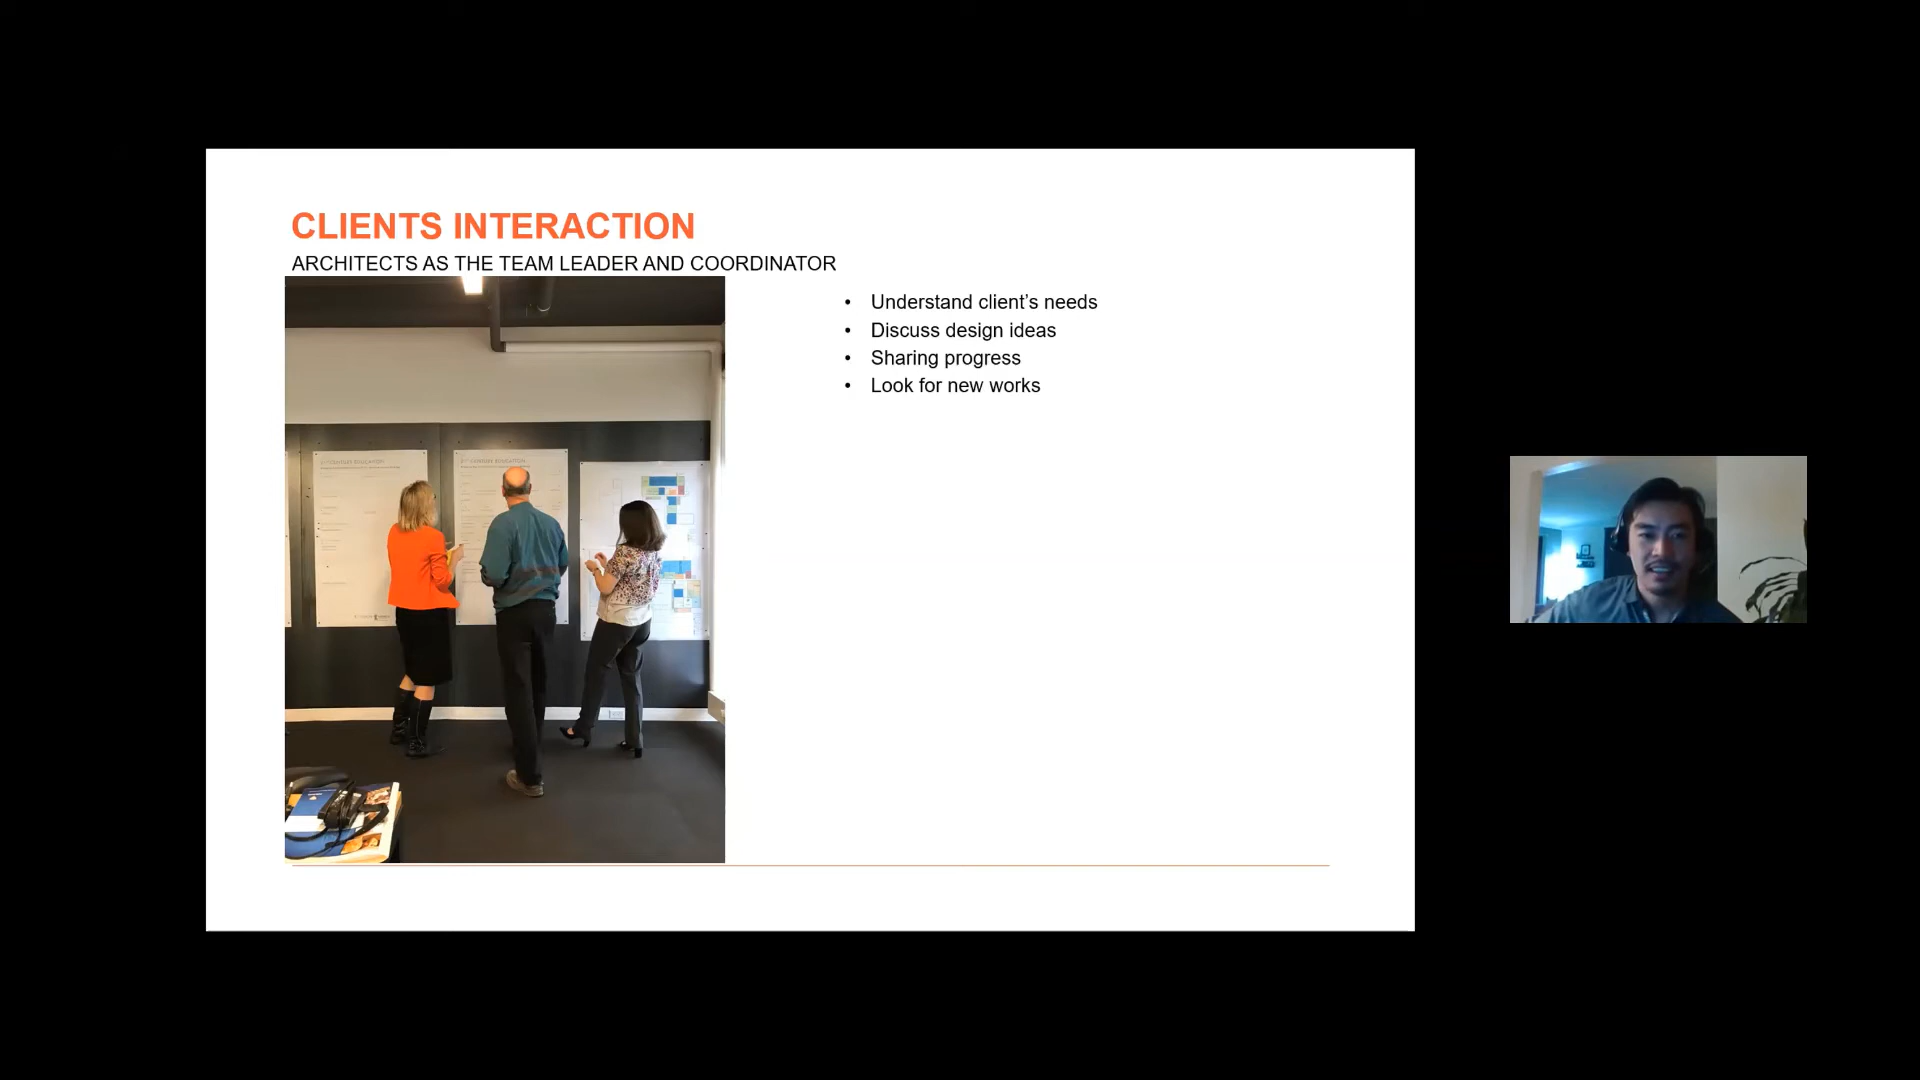 CLIENTS INTERACTION
ARCHITECTS AS THE TEAM LEADER AND COORDINATOR
• Understand client’s needs
• Discuss design ideas
• Sharing progress
• Look for new works